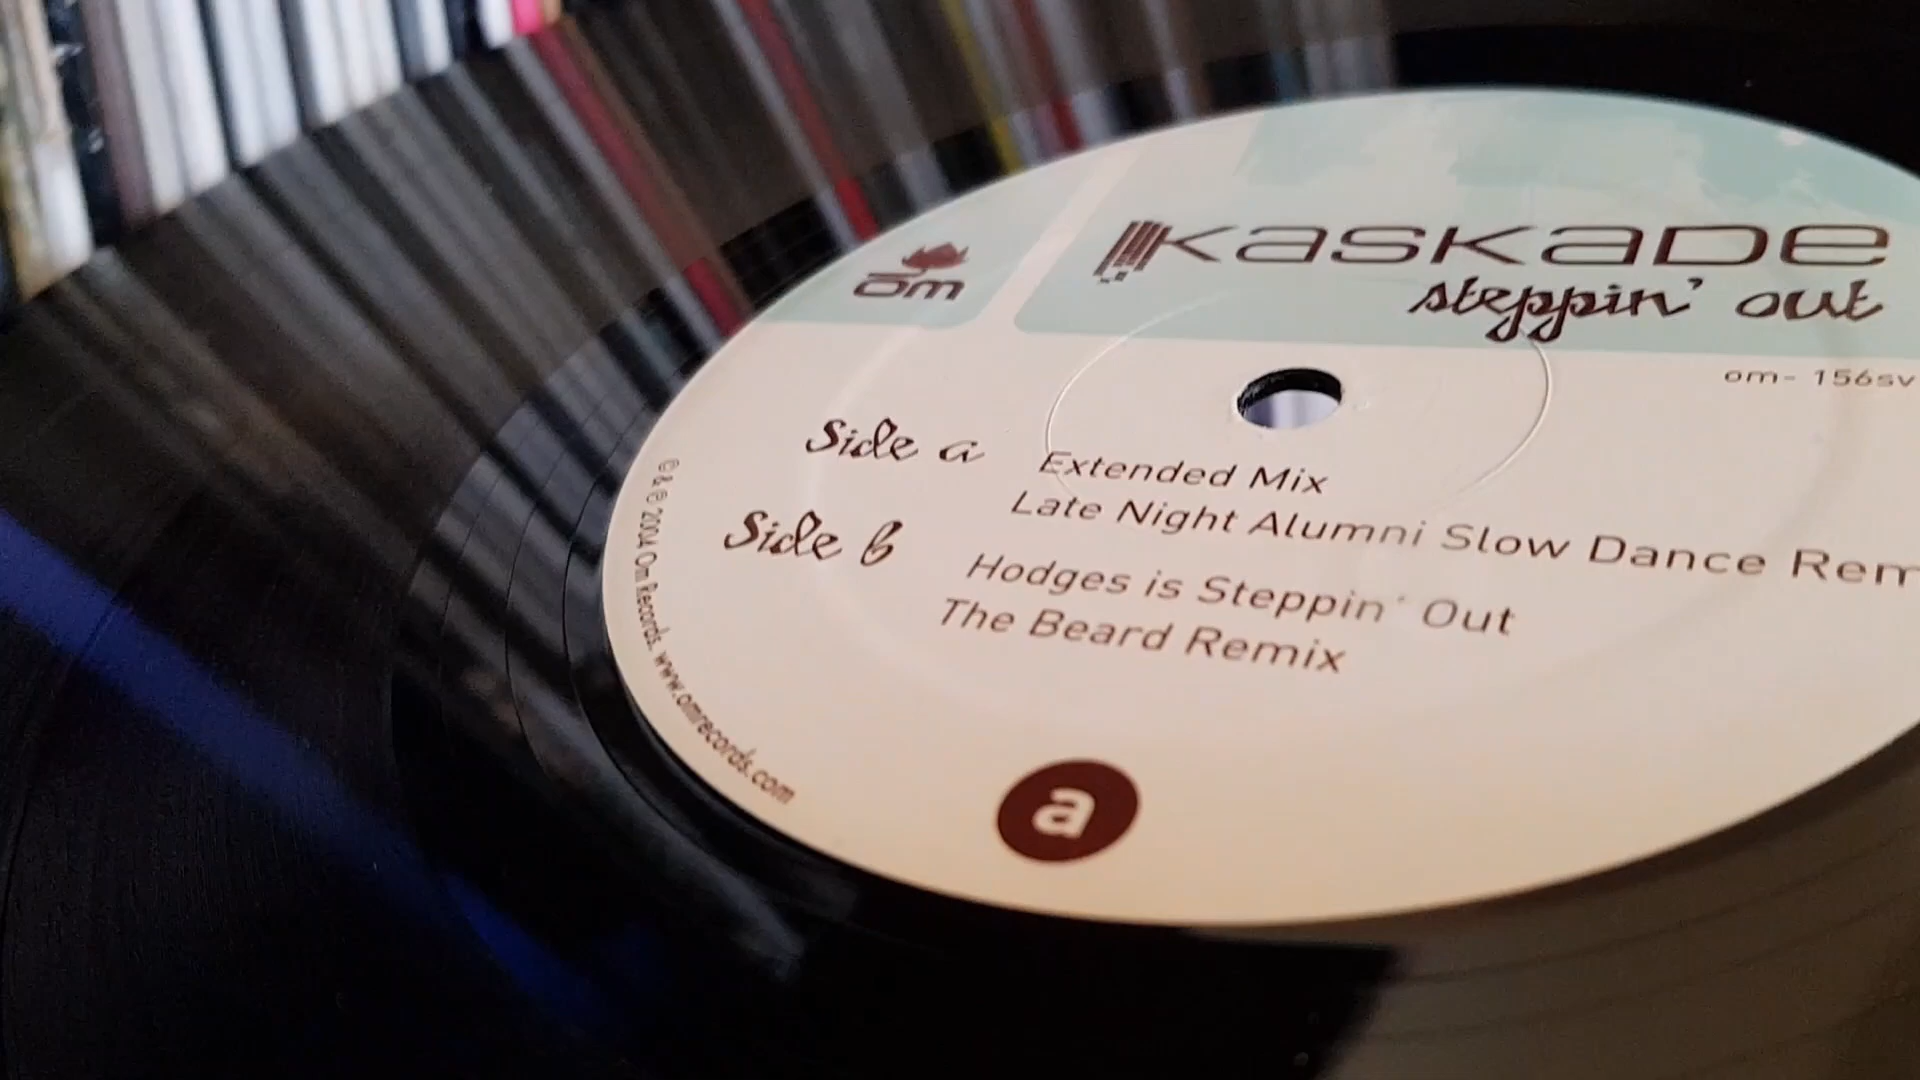 kaskade
steppin' out
ōm
om- 156sv
Side a
Extended Mix
Late Night Alumni Slow Dance Rem
Side b
Hodges is Steppin' Out
The Beard Remix
℗ & © 2004 Om Records. www.omrecords.com
a